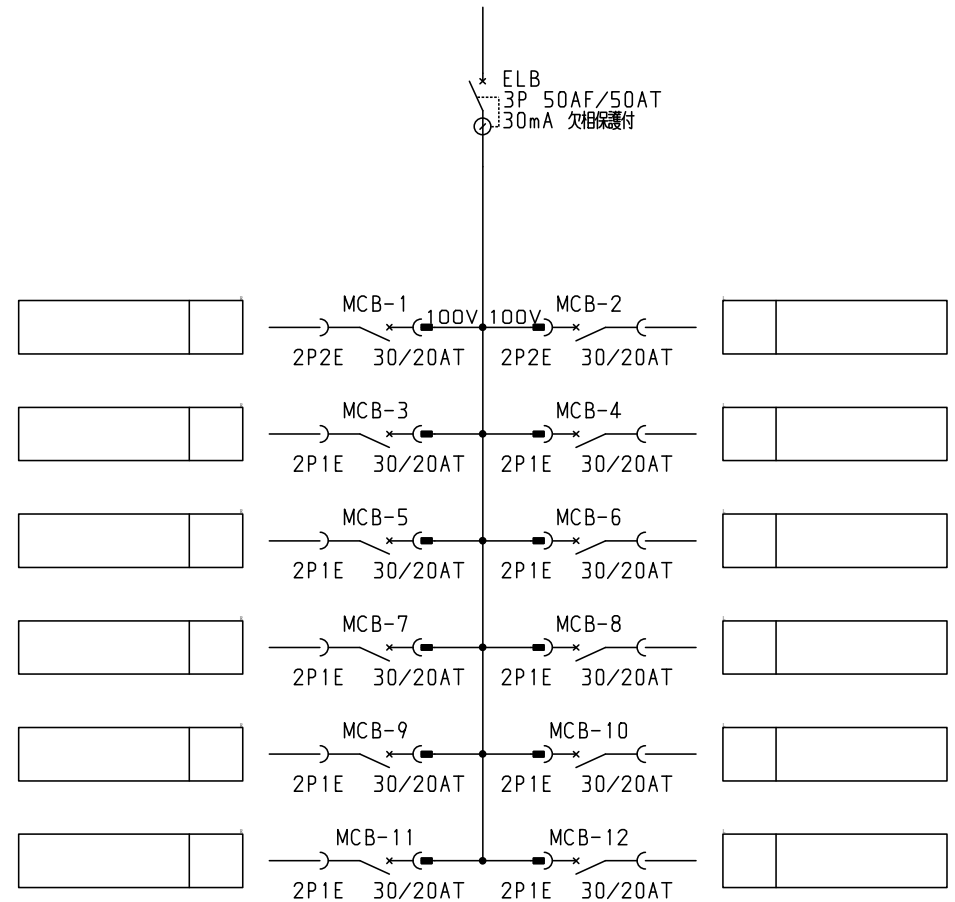 ELB
3P 50AF/50AT
30mA 欠相保護付
MCB-1 MCB-2
100V 100V
2P2E 30/20AT 2P2E 30/20AT
MCB-3 MCB-4
2P1E 30/20AT 2P1E 30/20AT
MCB-5 MCB-6
2P1E 30/20AT 2P1E 30/20AT
MCB-7 MCB-8
2P1E 30/20AT 2P1E 30/20AT
MCB-9 MCB-10
2P1E 30/20AT 2P1E 30/20AT
MCB-11 MCB-12
2P1E 30/20AT 2P1E 30/20AT